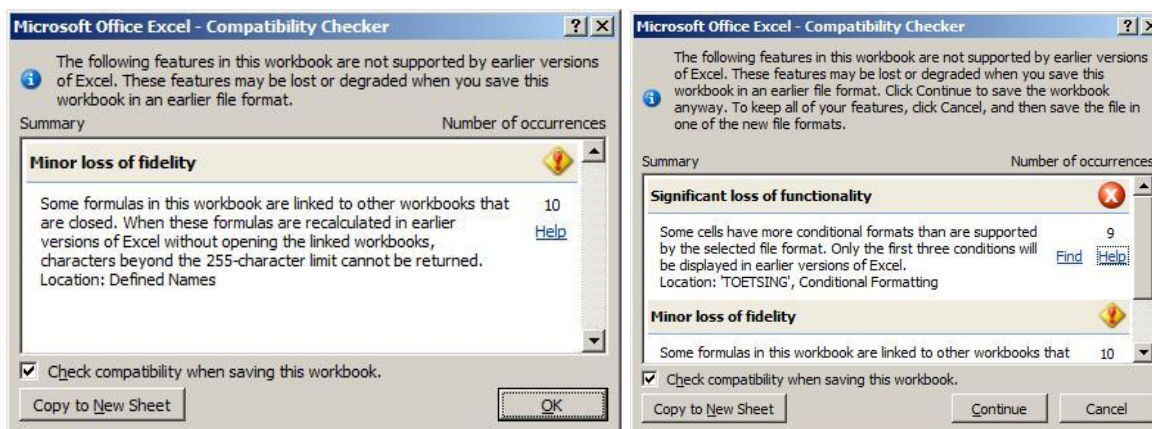 Microsoft Office Excel - Compatibility Checker
The following features in this workbook are not supported by earlier versions
of Excel. These features may be lost or degraded when you save this
workbook in an earlier file format.
Summary Number of occurrences
Minor loss of fidelity
Some formulas in this workbook are linked to other workbooks that 10
are closed. When these formulas are recalculated in earlier Help
versions of Excel without opening the linked workbooks,
characters beyond the 255-character limit cannot be returned.
Location: Defined Names
Check compatibility when saving this workbook.
Copy to New Sheet OK
Microsoft Office Excel - Compatibility Checker
The following features in this workbook are not supported by earlier versions
of Excel. These features may be lost or degraded when you save this
workbook in an earlier file format. Click Continue to save the workbook
anyway. To keep all of your features, click Cancel, and then save the file in
one of the new file formats.
Summary Number of occurrences
Significant loss of functionality
Some cells have more conditional formats than are supported 9
by the selected file format. Only the first three conditions will Find Help
be displayed in earlier versions of Excel.
Location: 'TOETSING', Conditional Formatting
Minor loss of fidelity
Some formulas in this workbook are linked to other workbooks that 10
Check compatibility when saving this workbook.
Copy to New Sheet Continue Cancel